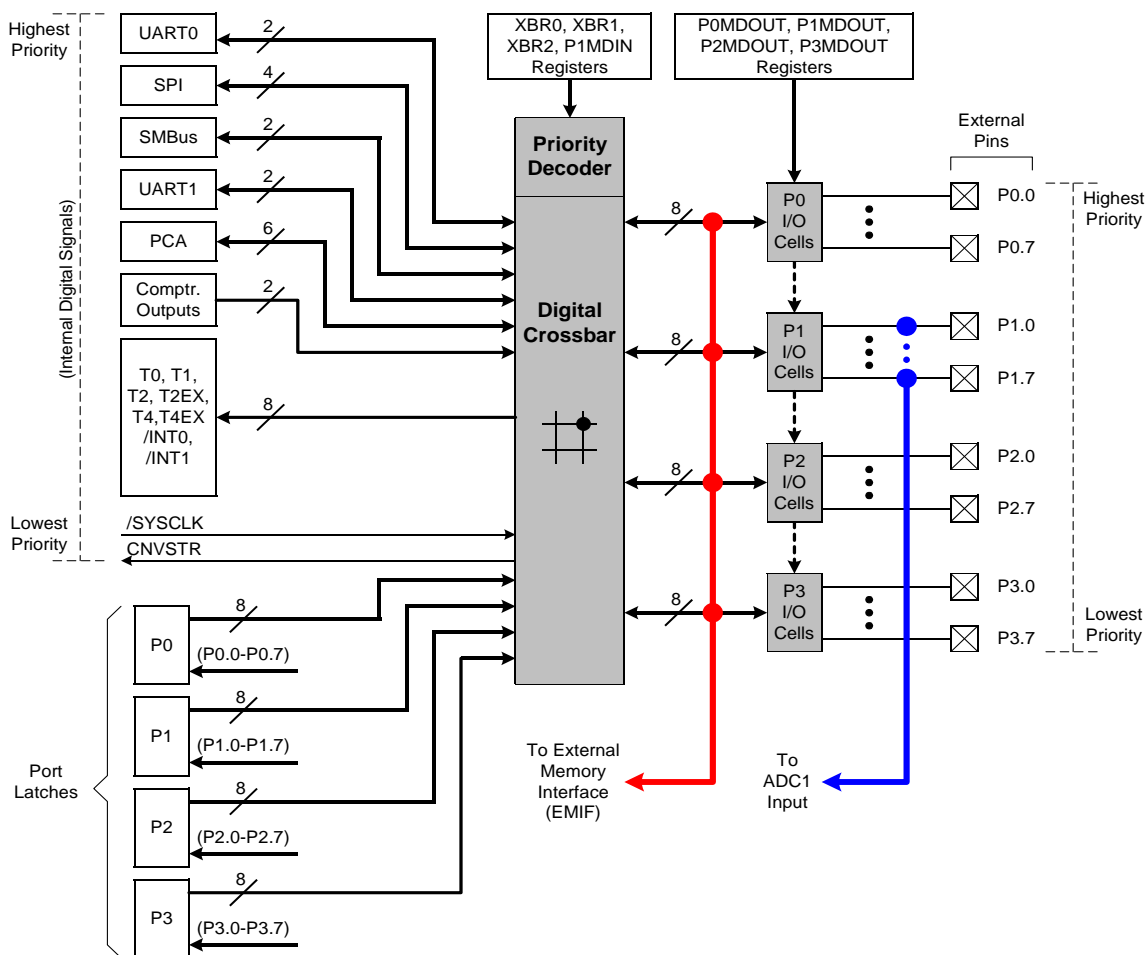 Highest
Priority
UART0
2
SPI
4
SMBus
2
UART1
2
PCA
6
Comptr.
Outputs
2
T0, T1,
T2, T2EX,
T4,T4EX
/INT0,
/INT1
8
(Internal Digital Signals)
Lowest
Priority
/SYSCLK
CNVSTR
XBR0, XBR1,
XBR2, P1MDIN
Registers
P0MDOUT, P1MDOUT,
P2MDOUT, P3MDOUT
Registers
Priority
Decoder
Digital
Crossbar
8
8
8
8
P0
I/O
Cells
P1
I/O
Cells
P2
I/O
Cells
P3
I/O
Cells
External
Pins
P0.0
P0.7
P1.0
P1.7
P2.0
P2.7
P3.0
P3.7
Highest
Priority
Lowest
Priority
Port
Latches
P0
8
(P0.0-P0.7)
P1
8
(P1.0-P1.7)
P2
8
(P2.0-P2.7)
P3
8
(P3.0-P3.7)
To External
Memory
Interface
(EMIF)
To
ADC1
Input